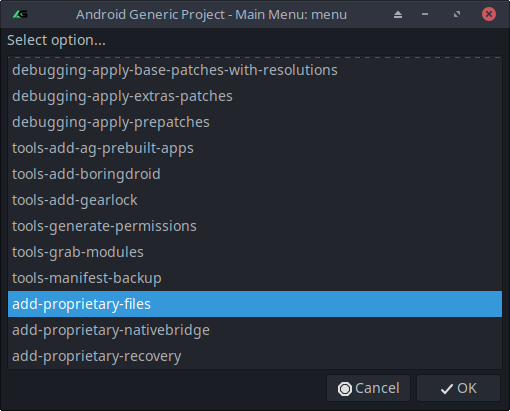 Android Generic Project - Main Menu: menu
Select option...
debugging-apply-base-patches-with-resolutions
debugging-apply-extras-patches
debugging-apply-prepatches
tools-add-ag-prebuilt-apps
tools-add-boringdroid
tools-add-gearlock
tools-generate-permissions
tools-grab-modules
tools-manifest-backup
add-proprietary-files
add-proprietary-nativebridge
add-proprietary-recovery
Cancel OK